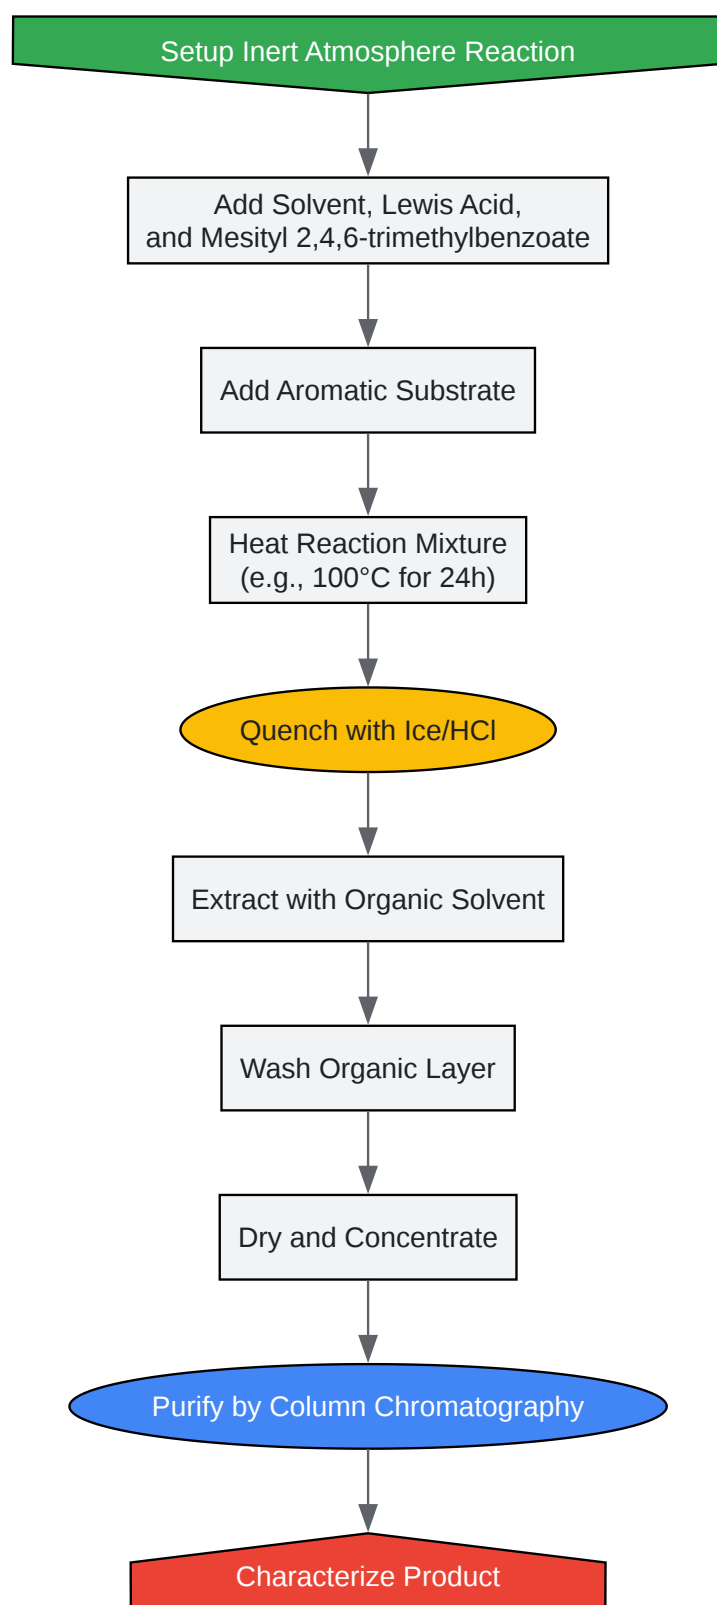 Setup Inert Atmosphere Reaction
Add Solvent, Lewis Acid,
and Mesityl 2,4,6-trimethylbenzoate
Add Aromatic Substrate
Heat Reaction Mixture
(e.g., 100°C for 24h)
Quench with Ice/HCl
Extract with Organic Solvent
Wash Organic Layer
Dry and Concentrate
Purify by Column Chromatography
Characterize Product